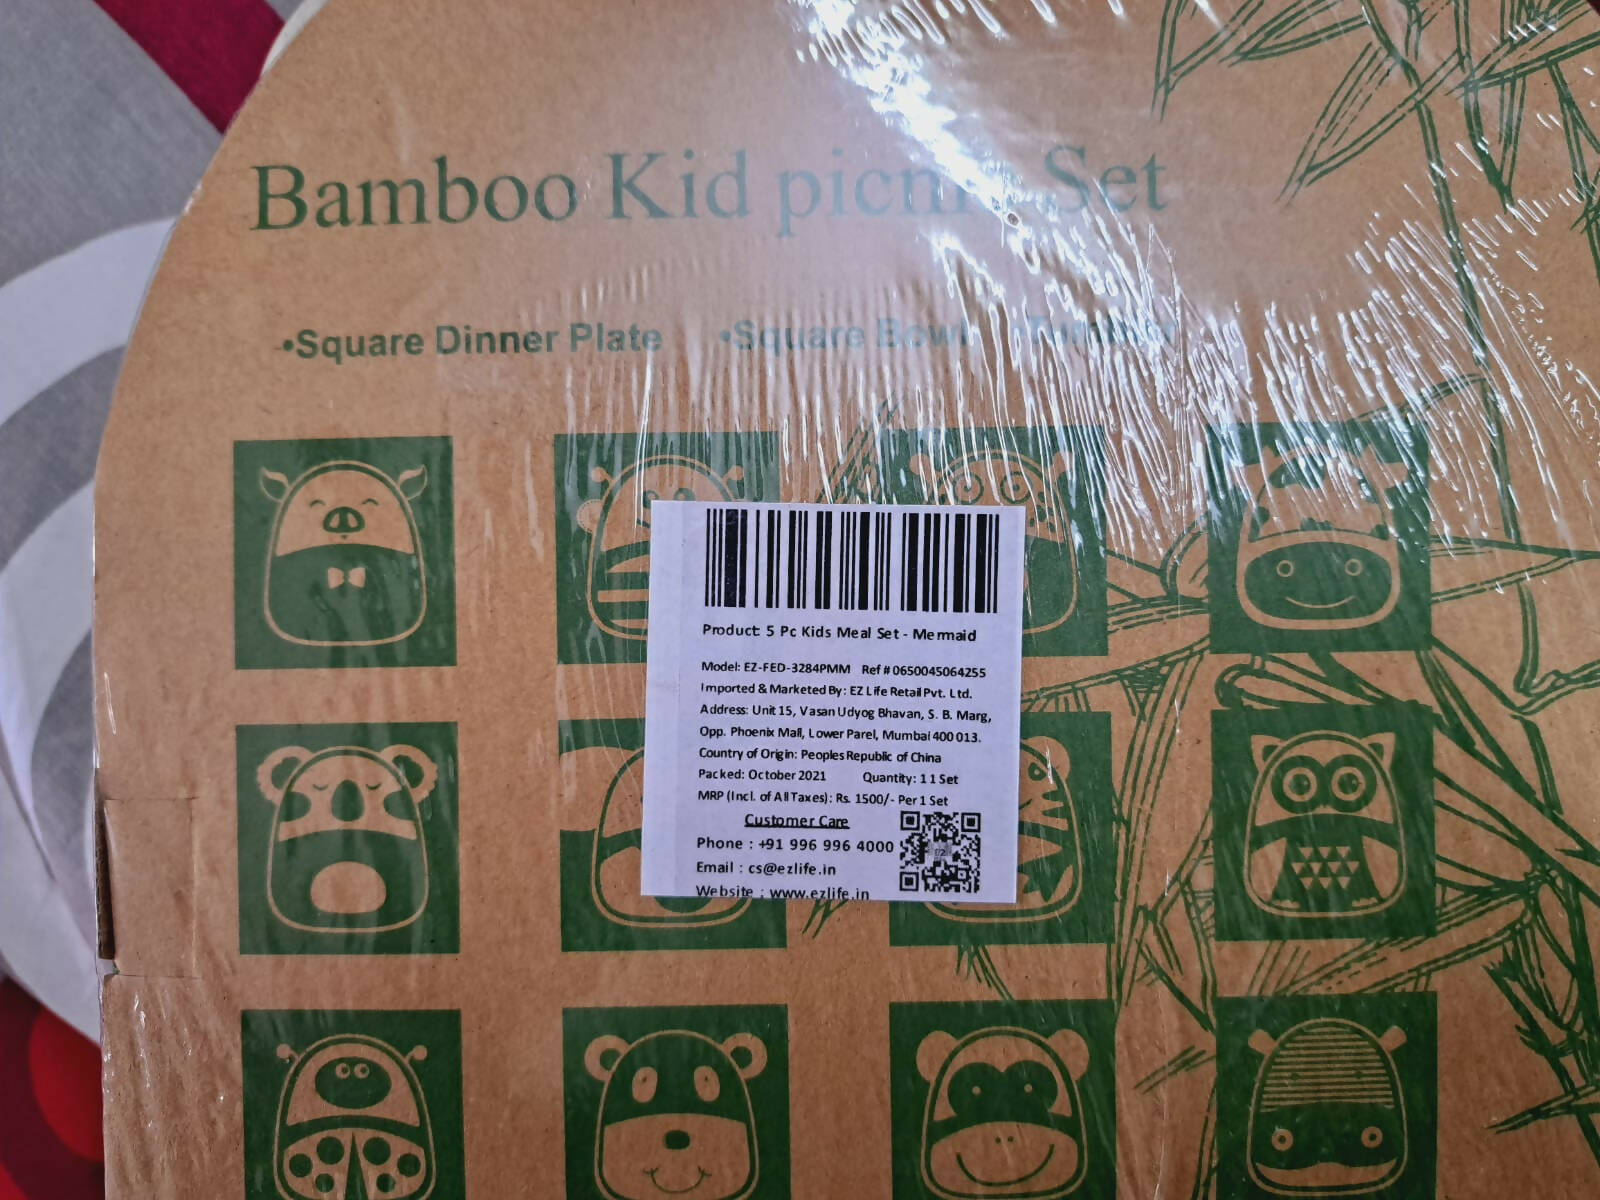 Bamboo Kid picnic Set
•Square Dinner Plate •Square Bowl •Tumbler
Product: 5 Pc Kids Meal Set - Mermaid
Model: EZ-FED-3284PMM Ref # 0650045064255
Imported & Marketed By: EZ Life Retail Pvt. Ltd.
Address: Unit 15, Vasan Udyog Bhavan, S. B. Marg,
Opp. Phoenix Mall, Lower Parel, Mumbai 400 013.
Country of Origin: Peoples Republic of China
Packed: October 2021 Quantity: 1 1 Set
MRP (Incl. of All Taxes): Rs. 1500/- Per 1 Set
Customer Care
Phone : +91 996 996 4000
Email : cs@ezlife.in
Website : www.ezlife.in